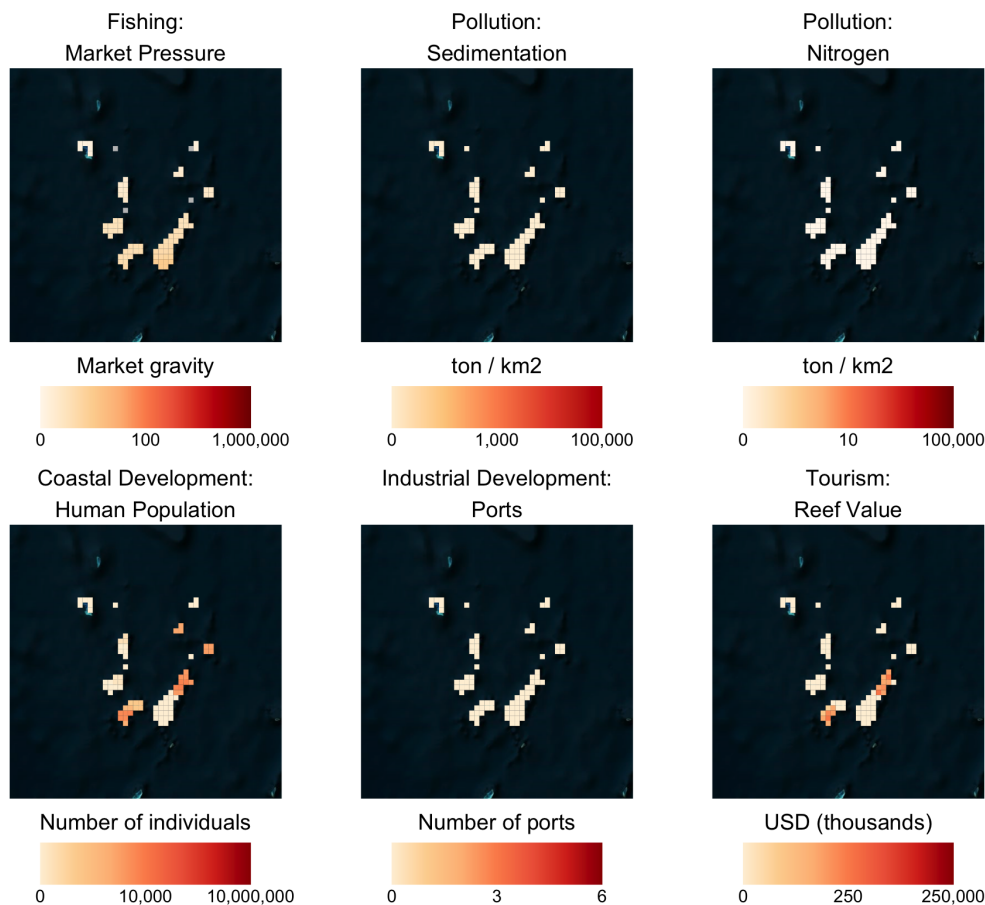 Fishing:
Market Pressure
Pollution:
Sedimentation
Pollution:
Nitrogen
Market gravity
0 100 1,000,000
ton / km2
0 1,000 100,000
ton / km2
0 10 100,000
Coastal Development:
Human Population
Industrial Development:
Ports
Tourism:
Reef Value
Number of individuals
0 10,000 10,000,000
Number of ports
0 3 6
USD (thousands)
0 250 250,000